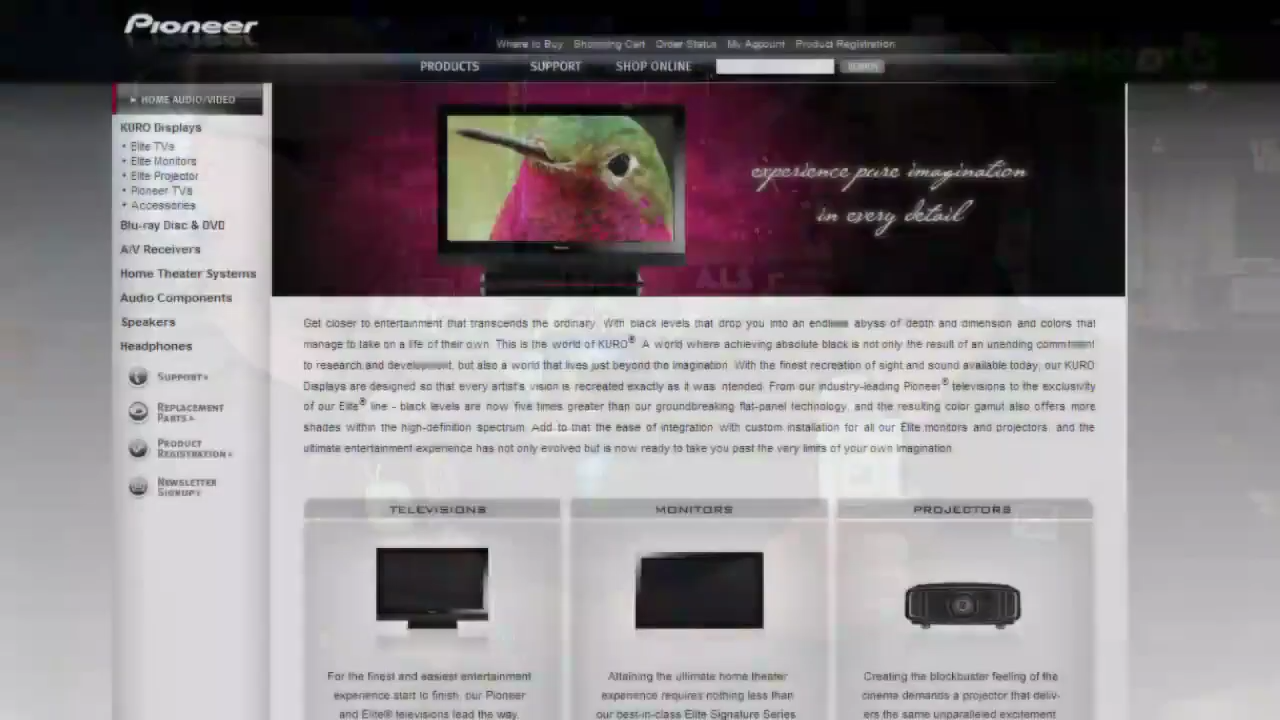 Pioneer
Where to Buy Shopping Cart Order Status My Account Product Registration
PRODUCTS SUPPORT SHOP ONLINE SEARCH
HOME AUDIO/VIDEO
KURO Displays
• Elite TVs
• Elite Monitors
• Elite Projector
• Pioneer TVs
• Accessories
Blu-ray Disc & DVD
A/V Receivers
Home Theater Systems
Audio Components
Speakers
Headphones
SUPPORT
REPLACEMENT
PARTS
PRODUCT
REGISTRATION
NEWSLETTER
SIGNUP
experience pure imagination
in every detail
Get closer to entertainment that transcends the ordinary. With black levels that drop you into an endless abyss of depth and dimension and colors that
manage to take on a life of their own. This is the world of KURO®. A world where achieving absolute black is not only the result of an unending commitment
to research and development, but also a world that lives just beyond the imagination. With the finest recreation of sight and sound available today, our KURO
Displays are designed so that every artist's vision is recreated exactly as it was intended. From our industry-leading Pioneer® televisions to the exclusivity
of our Elite® line - black levels are now five times greater than our groundbreaking flat-panel technology, and the resulting color gamut also offers more
shades within the high-definition spectrum. Add to that the ease of integration with custom installation for all our Elite monitors and projectors, and the
ultimate entertainment experience has not only evolved but is now ready to take you past the very limits of your own imagination.
TELEVISIONS
MONITORS
PROJECTORS
For the finest and easiest entertainment
experience start to finish, our Pioneer
and Elite® televisions lead the way.
Attaining the ultimate home theater
experience requires nothing less than
our best-in-class Elite Signature Series
Creating the blockbuster feeling of the
cinema demands a projector that deliv-
ers the same unparalleled excitement